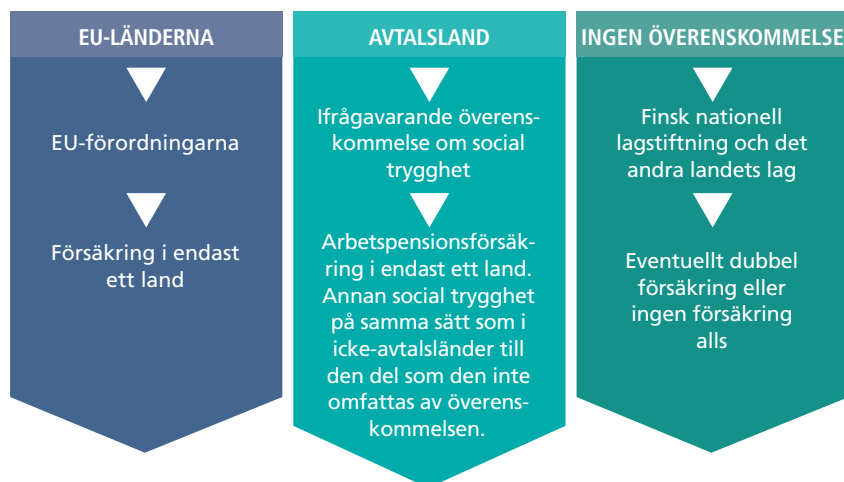 EU-LÄNDERNA
EU-förordningarna
Försäkring i endast
ett land
AVTALSLAND
Ifrågavarande överens-
kommelse om social
trygghet
Arbetspensionsförsäk-
ring i endast ett land.
Annan social trygghet
på samma sätt som i
icke-avtalsländer till
den del som den inte
omfattas av överens-
kommelsen.
INGEN ÖVERENSKOMMELSE
Finsk nationell
lagstiftning och det
andra landets lag
Eventuellt dubbel
försäkring eller
ingen försäkring
alls